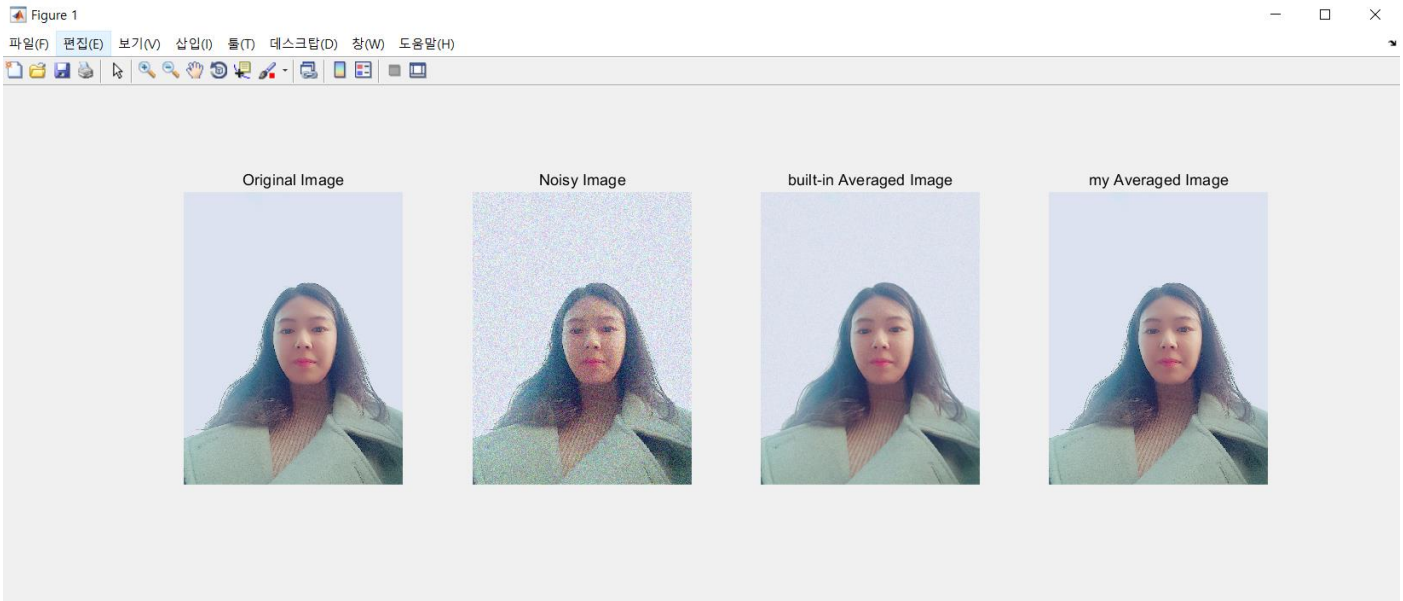 Figure 1
파일(F) 편집(E) 보기(V) 삽입(I) 툴(T) 데스크탑(D) 창(W) 도움말(H)
Original Image Noisy Image built-in Averaged Image my Averaged Image